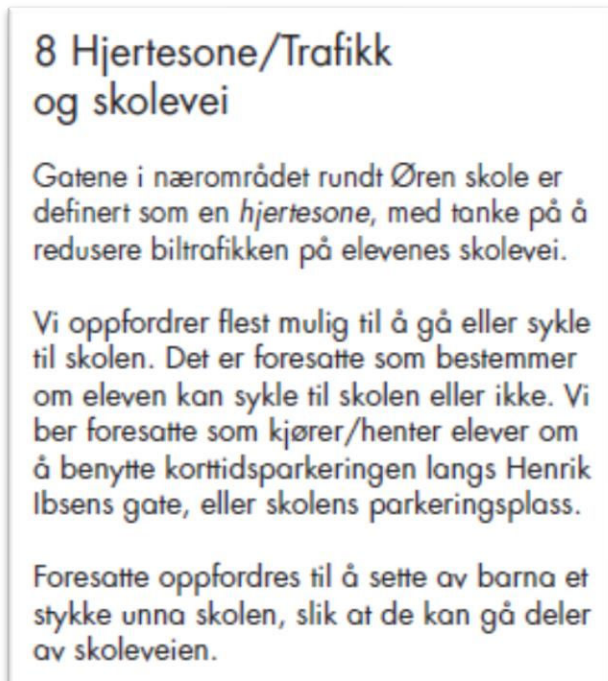 8 Hjertesone/Trafikk
og skolevei
Gatene i nærområdet rundt Øren skole er
definert som en hjertesone, med tanke på å
redusere biltrafikken på elevenes skolevei.
Vi oppfordrer flest mulig til å gå eller sykle
til skolen. Det er foresatte som bestemmer
om eleven kan sykle til skolen eller ikke. Vi
ber foresatte som kjører/henter elever om
å benytte korttidsparkeringen langs Henrik
Ibsens gate, eller skolens parkeringsplass.
Foresatte oppfordres til å sette av barna et
stykke unna skolen, slik at de kan gå deler
av skoleveien.